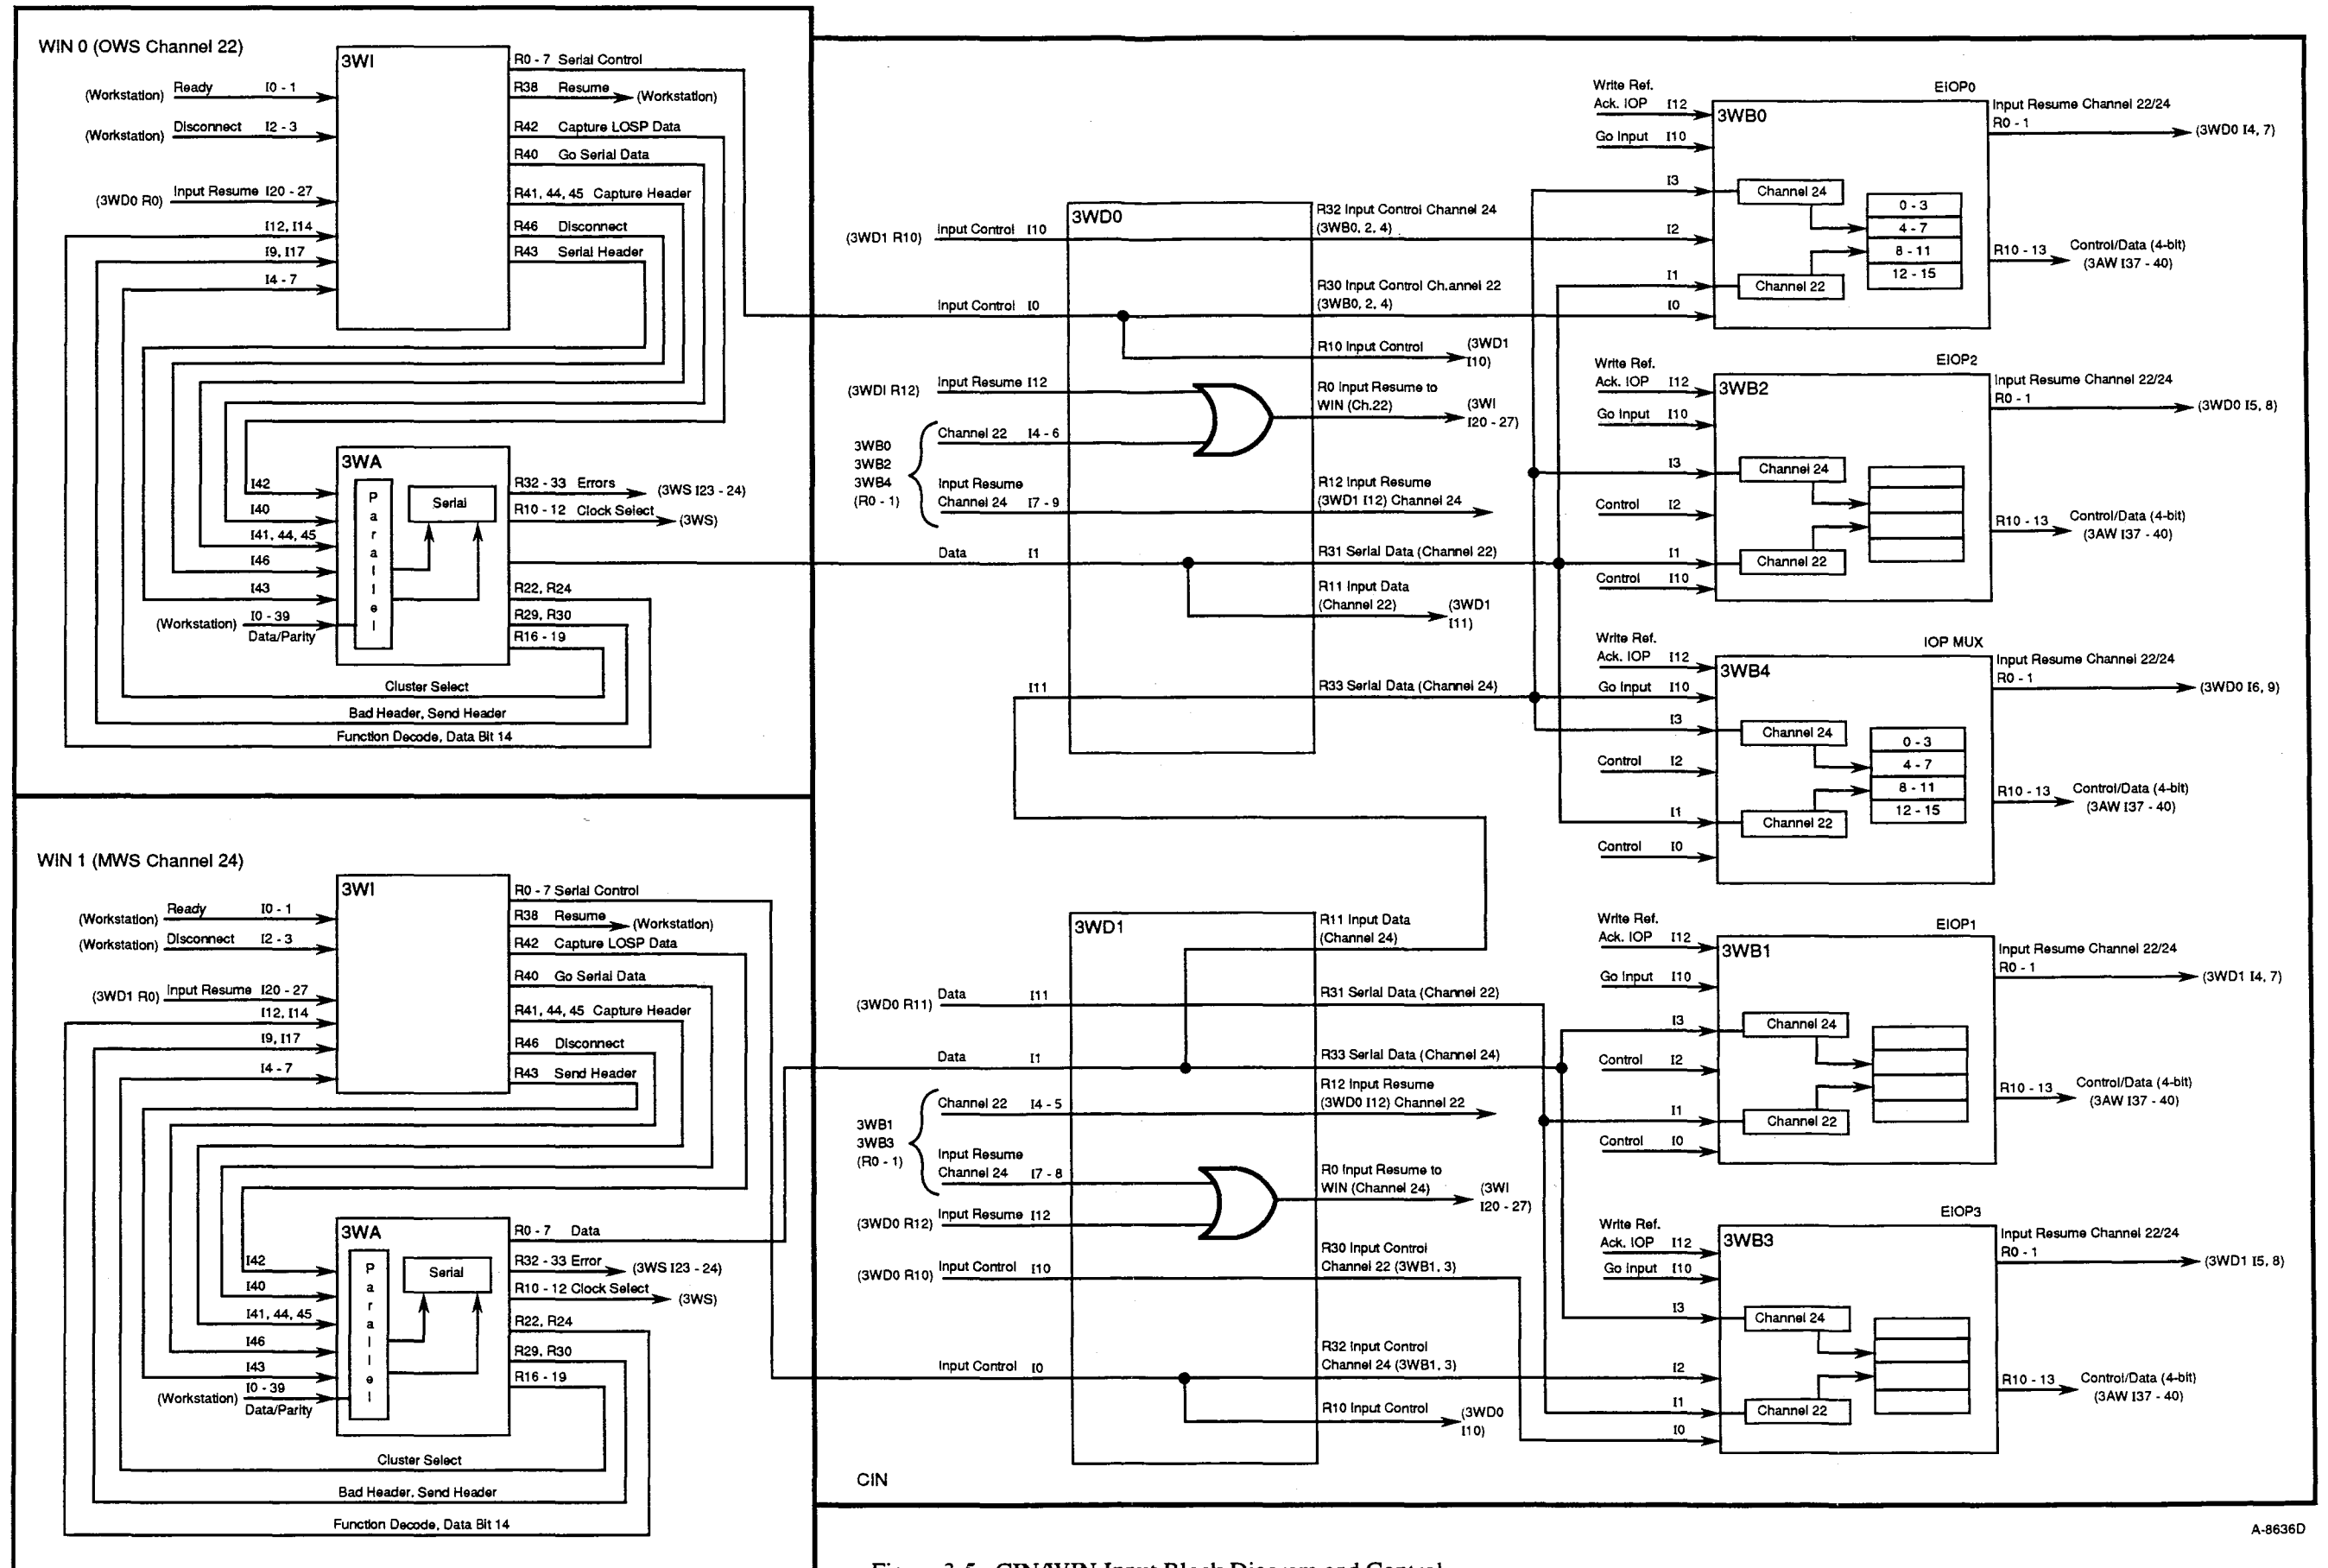 WIN 0 (OWS Channel 22)
3WI
(Workstation) Ready I0 - 1
(Workstation) Disconnect I2 - 3
(3WD0 R0) Input Resume I20 - 27
I12, I14
I9, I17
I4 - 7
R0 - 7 Serial Control
R38 Resume (Workstation)
R42 Capture LOSP Data
R40 Go Serial Data
R41, 44, 45 Capture Header
R46 Disconnect
R43 Serial Header
3WA
Parallel
Serial
I42
I40
I41, 44, 45
I46
I43
(Workstation) I0 - 39
Data/Parity
R32 - 33 Errors (3WS I23 - 24)
R10 - 12 Clock Select (3WS)
R22, R24
R29, R30
R16 - 19
Cluster Select
Bad Header, Send Header
Function Decode, Data Bit 14
WIN 1 (MWS Channel 24)
3WI
(Workstation) Ready I0 - 1
(Workstation) Disconnect I2 - 3
(3WD1 R0) Input Resume I20 - 27
I12, I14
I9, I17
I4 - 7
R0 - 7 Serial Control
R38 Resume (Workstation)
R42 Capture LOSP Data
R40 Go Serial Data
R41, 44, 45 Capture Header
R46 Disconnect
R43 Send Header
3WA
Parallel
Serial
I42
I40
I41, 44, 45
I46
I43
(Workstation) I0 - 39
Data/Parity
R0 - 7 Data
R32 - 33 Error (3WS I23 - 24)
R10 - 12 Clock Select (3WS)
R22, R24
R29, R30
R16 - 19
Cluster Select
Bad Header. Send Header
Function Decode, Data Bit 14
3WD0
(3WD1 R10) Input Control I10
Input Control I0
(3WDI R12) Input Resume I12
3WB0
3WB2
3WB4
(R0 - 1)
Channel 22 I4 - 6
Input Resume
Channel 24 I7 - 9
Data I1
I11
R32 Input Control Channel 24
(3WB0, 2, 4)
R30 Input Control Ch.annel 22
(3WB0, 2, 4)
R10 Input Control (3WD1
I10)
R0 Input Resume to
WIN (Ch.22) (3WI
I20 - 27)
R12 Input Resume
(3WD1 I12) Channel 24
R31 Serial Data (Channel 22)
R11 Input Data
(Channel 22) (3WD1
I11)
R33 Serial Data (Channel 24)
3WD1
(3WD0 R11) Data I11
Data I1
3WB1
3WB3
(R0 - 1)
Channel 22 I4 - 5
Input Resume
Channel 24 I7 - 8
(3WD0 R12) Input Resume I12
(3WD0 R10) Input Control I10
Input Control I0
R11 Input Data
(Channel 24)
R31 Serial Data (Channel 22)
R33 Serial Data (Channel 24)
R12 Input Resume
(3WD0 I12) Channel 22
R0 Input Resume to
WIN (Channel 24) (3WI
I20 - 27)
R30 Input Control
Channel 22 (3WB1, 3)
R32 Input Control
Channel 24 (3WB1, 3)
R10 Input Control (3WD0
I10)
CIN
EIOP0
3WB0
Write Ref.
Ack. IOP I12
Go Input I10
I3
I2
I1
I0
Channel 24
Channel 22
0 - 3
4 - 7
8 - 11
12 - 15
Input Resume Channel 22/24
R0 - 1 (3WD0 I4, 7)
R10 - 13 Control/Data (4-bit)
(3AW I37 - 40)
EIOP2
3WB2
Write Ref.
Ack. IOP I12
Go Input I10
I3
Control I2
I1
Control I10
Channel 24
Channel 22
Input Resume Channel 22/24
R0 - 1 (3WD0 I5, 8)
R10 - 13 Control/Data (4-bit)
(3AW I37 - 40)
IOP MUX
3WB4
Write Ref.
Ack. IOP I12
Go Input I10
I3
Control I2
I1
Control I0
Channel 24
Channel 22
0 - 3
4 - 7
8 - 11
12 - 15
Input Resume Channel 22/24
R0 - 1 (3WD0 I6, 9)
R10 - 13 Control/Data (4-bit)
(3AW I37 - 40)
EIOP1
3WB1
Write Ref.
Ack. IOP I12
Go Input I10
I3
Control I2
I1
Control I0
Channel 24
Channel 22
Input Resume Channel 22/24
R0 - 1 (3WD1 I4, 7)
R10 - 13 Control/Data (4-bit)
(3AW I37 - 40)
EIOP3
3WB3
Write Ref.
Ack. IOP I12
Go Input I10
I3
I2
I1
I0
Channel 24
Channel 22
Input Resume Channel 22/24
R0 - 1 (3WD1 I5, 8)
R10 - 13 Control/Data (4-bit)
(3AW I37 - 40)
A-8636D
Figure 3-5. CIN/WIN Input Block Diagram and Control